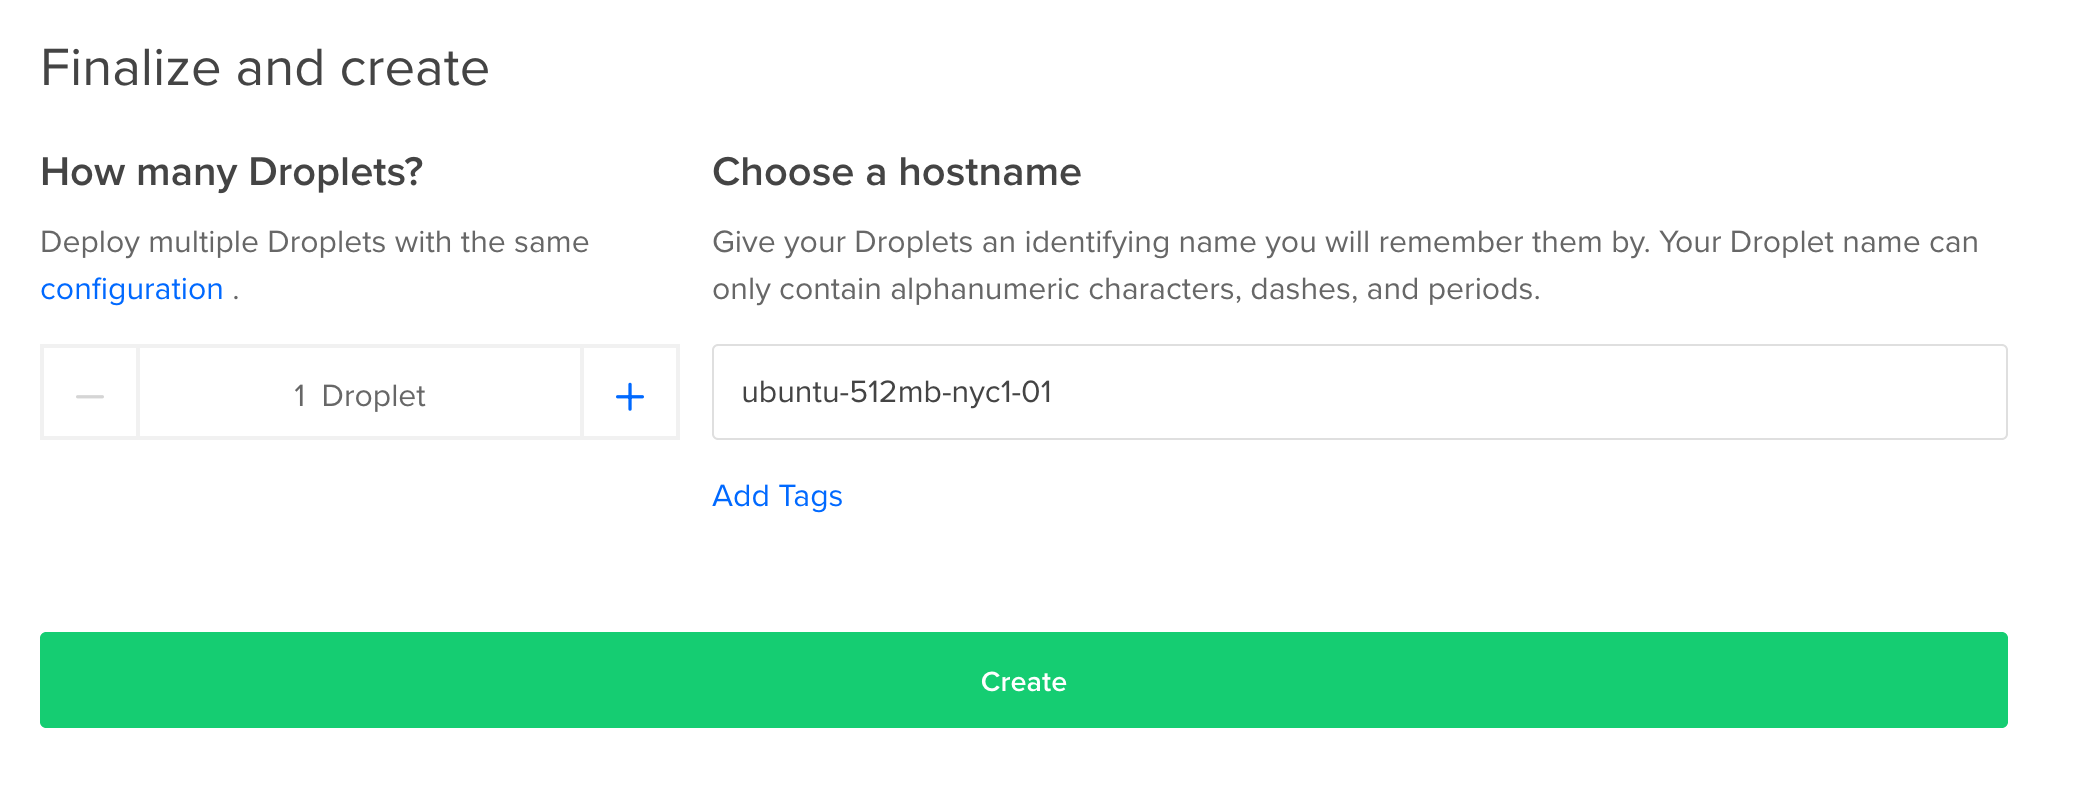 Finalize and create
How many Droplets?
Deploy multiple Droplets with the same
configuration .
1 Droplet
Choose a hostname
Give your Droplets an identifying name you will remember them by. Your Droplet name can
only contain alphanumeric characters, dashes, and periods.
ubuntu-512mb-nyc1-01
Add Tags
Create